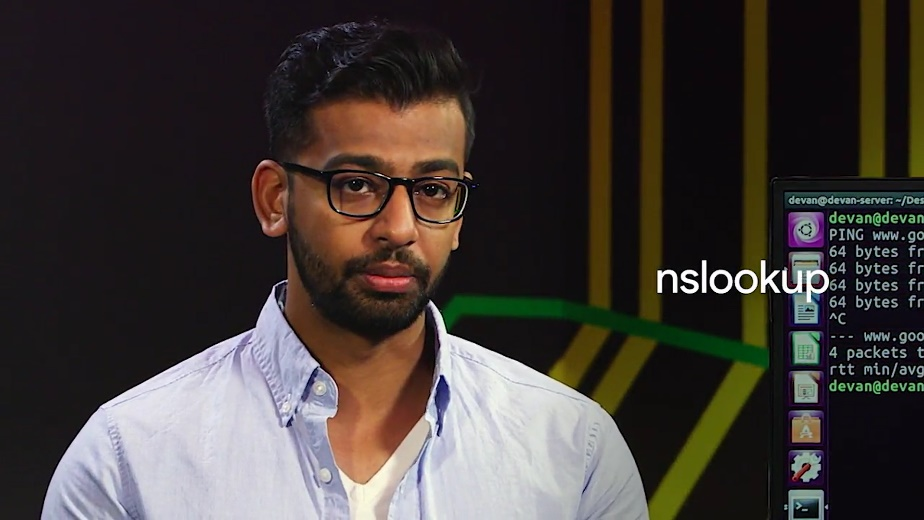 nslookup
devan@devan-server: ~/Des
devan@devan
PING www.goo
64 bytes fr
64 bytes fr
64 bytes fr
64 bytes fr
^C
--- www.goo
4 packets t
rtt min/avg
devan@devan